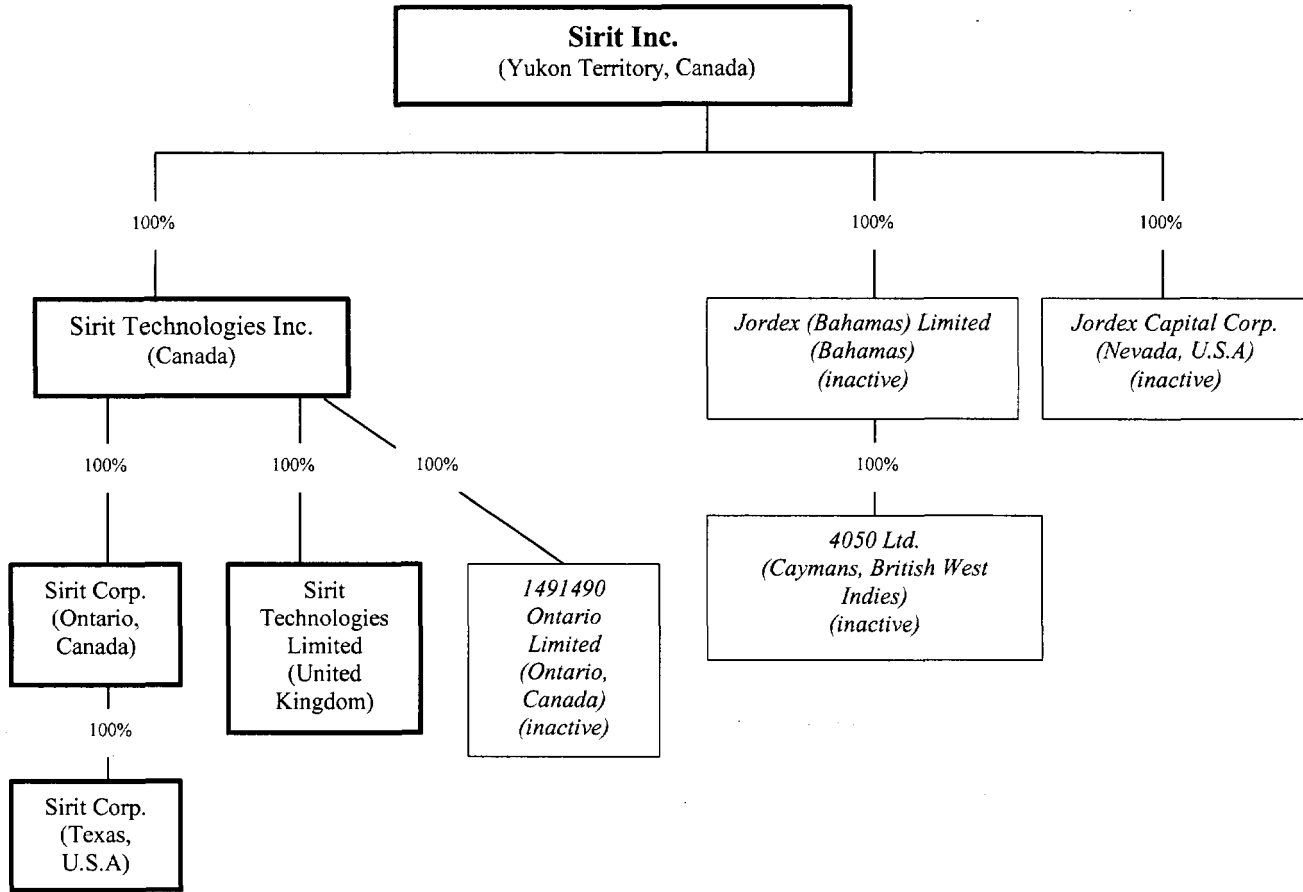 Sirit Inc.
(Yukon Territory, Canada)
100%
100%
100%
Sirit Technologies Inc.
(Canada)
Jordex (Bahamas) Limited
(Bahamas)
(inactive)
Jordex Capital Corp.
(Nevada, U.S.A)
(inactive)
100%
100%
100%
100%
Sirit Corp.
(Ontario,
Canada)
Sirit
Technologies
Limited
(United
Kingdom)
1491490
Ontario
Limited
(Ontario,
Canada)
(inactive)
4050 Ltd.
(Caymans, British West
Indies)
(inactive)
100%
Sirit Corp.
(Texas,
U.S.A)